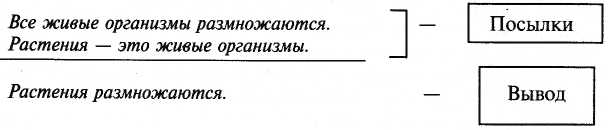 Все живые организмы размножаются.
Растения — это живые организмы.
— Посылки
Растения размножаются. — Вывод